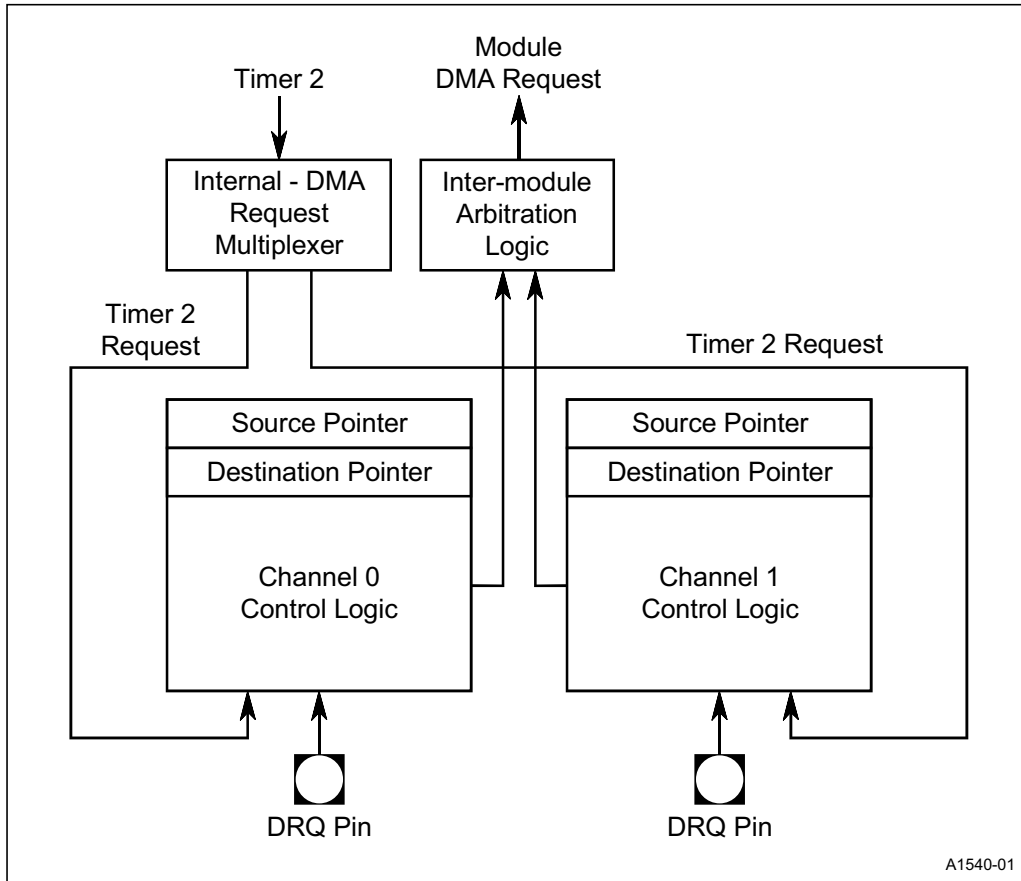 Timer 2
Module
DMA Request
Internal - DMA
Request
Multiplexer
Inter-module
Arbitration
Logic
Timer 2
Request
Timer 2 Request
Source Pointer
Destination Pointer
Channel 0
Control Logic
Source Pointer
Destination Pointer
Channel 1
Control Logic
DRQ Pin
DRQ Pin
A1540-01